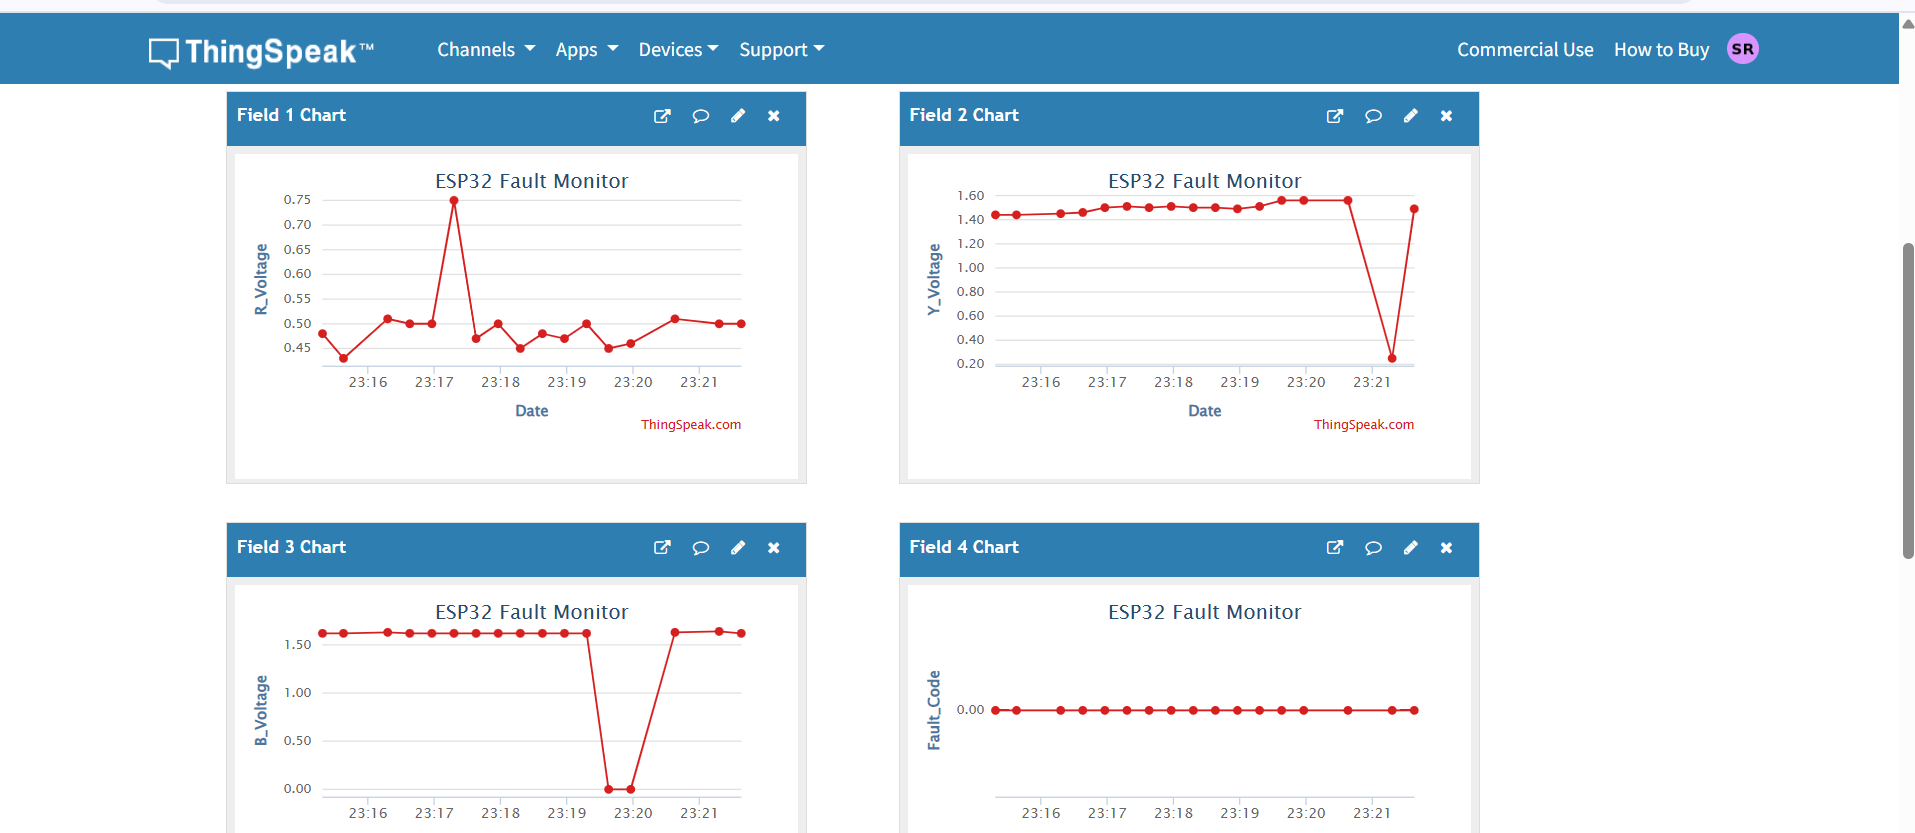 ThingSpeak™ Channels Apps Devices Support Commercial Use How to Buy SR
Field 1 Chart
ESP32 Fault Monitor
R_Voltage
0.75
0.70
0.65
0.60
0.55
0.50
0.45
23:16 23:17 23:18 23:19 23:20 23:21
Date
ThingSpeak.com
Field 2 Chart
ESP32 Fault Monitor
Y_Voltage
1.60
1.40
1.20
1.00
0.80
0.60
0.40
0.20
23:16 23:17 23:18 23:19 23:20 23:21
Date
ThingSpeak.com
Field 3 Chart
ESP32 Fault Monitor
B_Voltage
1.50
1.00
0.50
0.00
23:16 23:17 23:18 23:19 23:20 23:21
Field 4 Chart
ESP32 Fault Monitor
Fault_Code
0.00
23:16 23:17 23:18 23:19 23:20 23:21